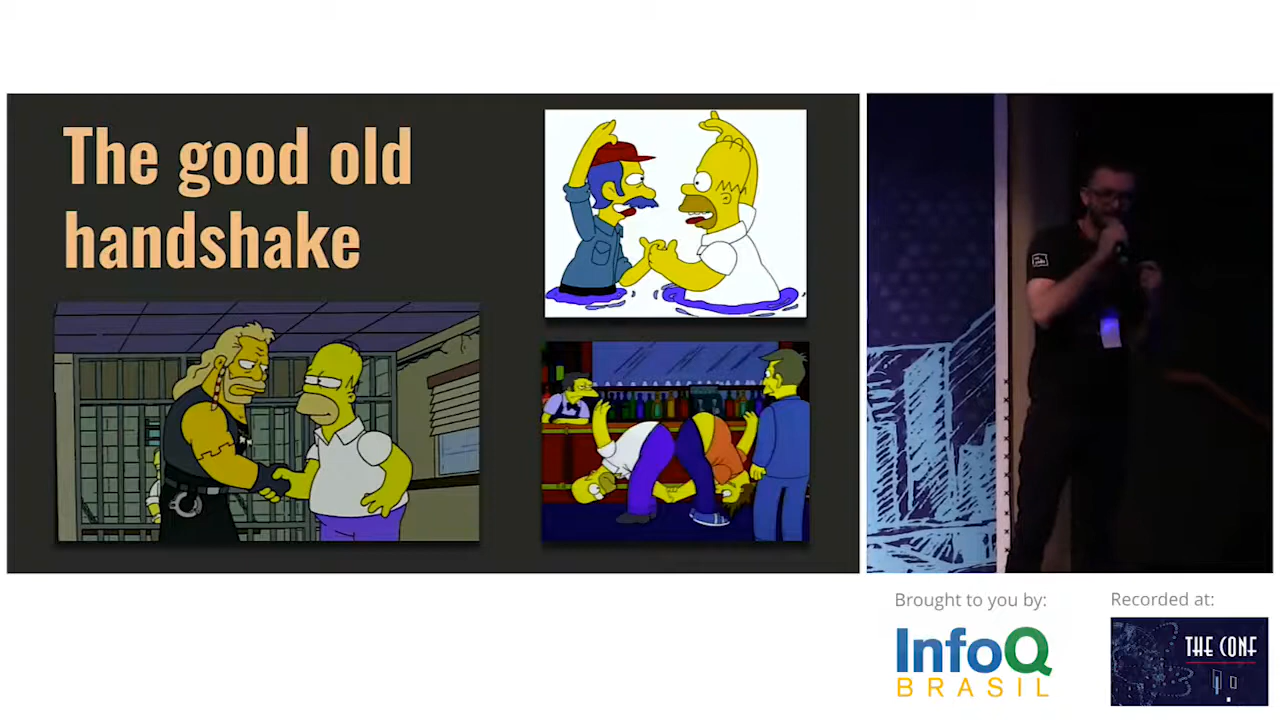 The good old
handshake
Brought to you by:
InfoQ
BRASIL
Recorded at:
THE CONF